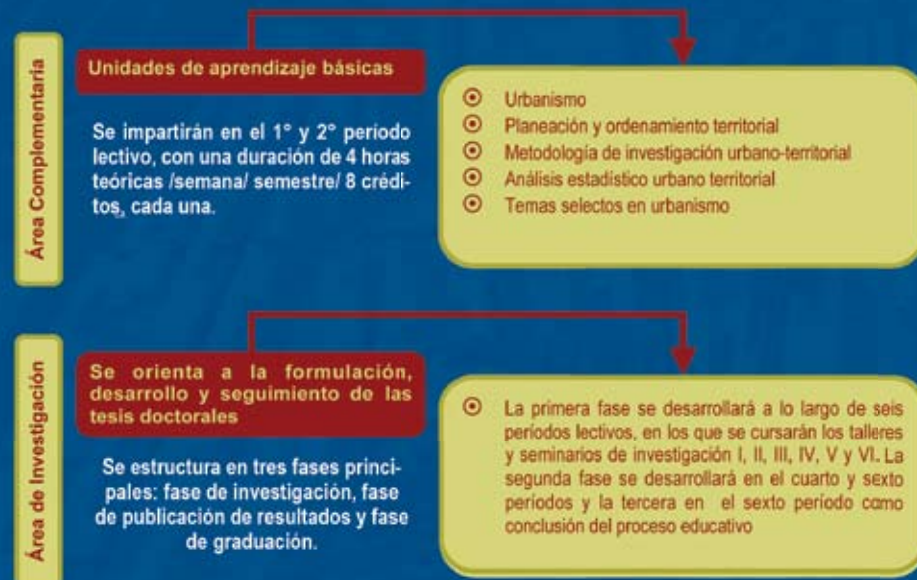 Área Complementaria
Unidades de aprendizaje básicas
Se impartirán en el 1° y 2° período
lectivo, con una duración de 4 horas
teóricas /semana/ semestre/ 8 crédi-
tos, cada una.
Urbanismo
Planeación y ordenamiento territorial
Metodología de investigación urbano-territorial
Análisis estadístico urbano territorial
Temas selectos en urbanismo
Área de Investigación
Se orienta a la formulación,
desarrollo y seguimiento de las
tesis doctorales
Se estructura en tres fases princi-
pales: fase de investigación, fase
de publicación de resultados y fase
de graduación.
La primera fase se desarrollará a lo largo de seis
períodos lectivos, en los que se cursarán los talleres
y seminarios de investigación I, II, III, IV, V y VI. La
segunda fase se desarrollará en el cuarto y sexto
períodos y la tercera en el sexto período como
conclusión del proceso educativo